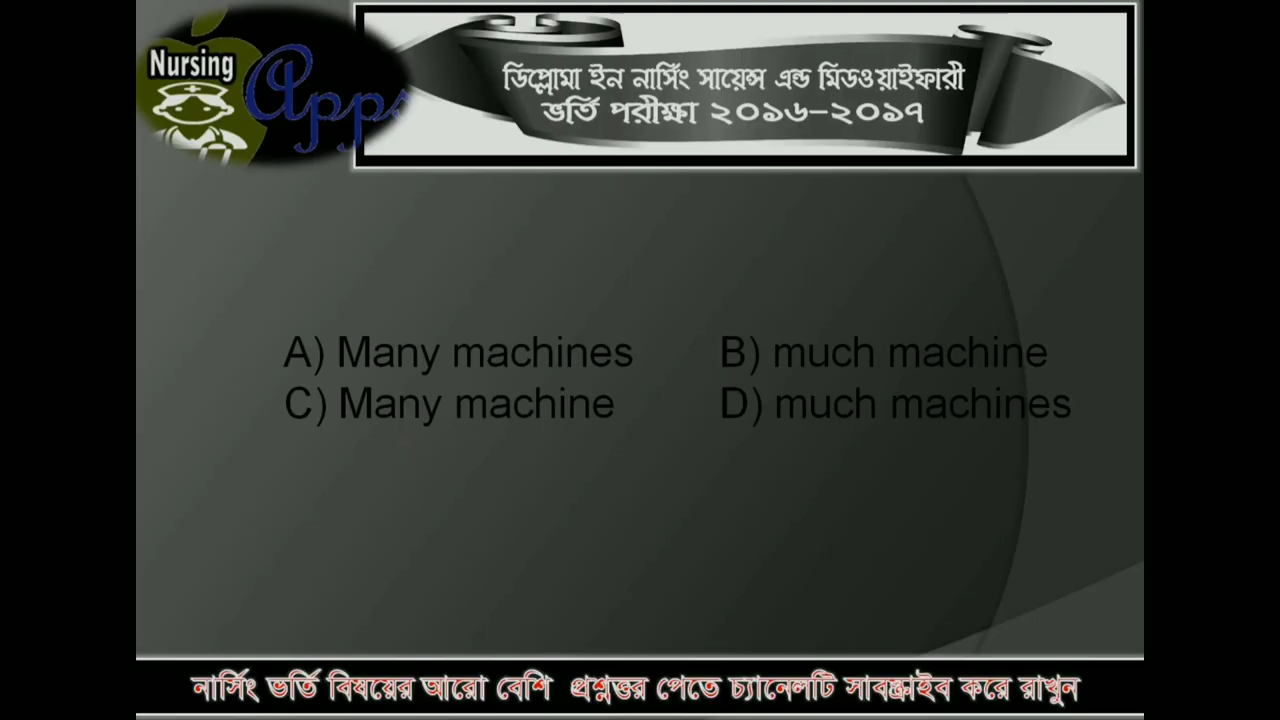 Nursing
Apps
ডিপ্লোমা ইন নার্সিং সায়েন্স এন্ড মিডওয়াইফারী
ভর্তি পরীক্ষা ২০১৬-২০১৭
A) Many machines B) much machine
C) Many machine D) much machines
নার্সিং ভর্তি বিষয়ের আরো বেশি প্রশ্নত্তর পেতে চ্যানেলটি সাবস্ক্রাইব করে রাখুন